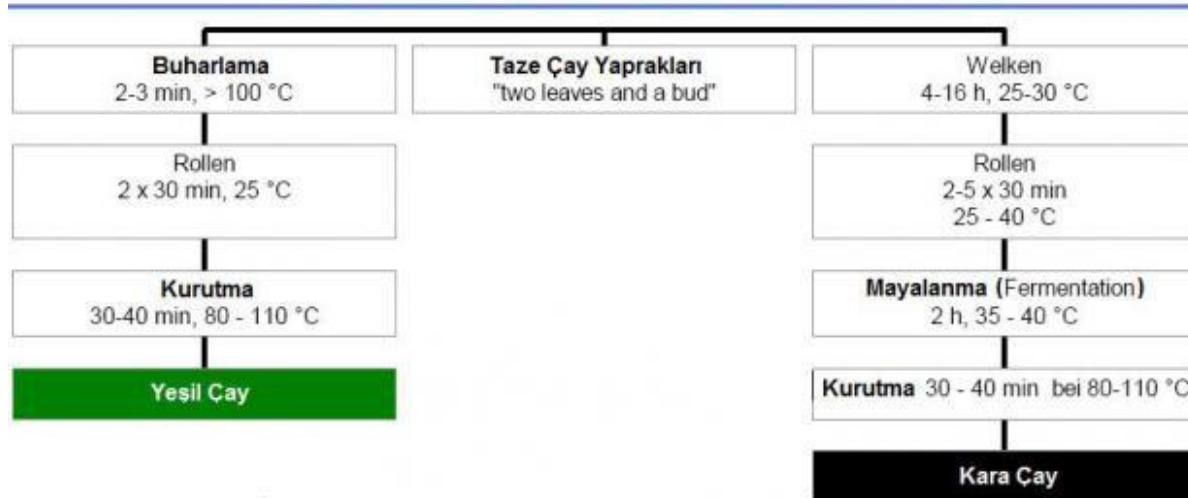 Buharlama
2-3 min, > 100 °C
Taze Çay Yaprakları
"two leaves and a bud"
Welken
4-16 h, 25-30 °C
Rollen
2 x 30 min, 25 °C
Rollen
2-5 x 30 min
25 - 40 °C
Kurutma
30-40 min, 80 - 110 °C
Mayalanma (Fermentation)
2 h, 35 - 40 °C
Yeşil Çay
Kurutma 30 - 40 min bei 80-110 °C
Kara Çay